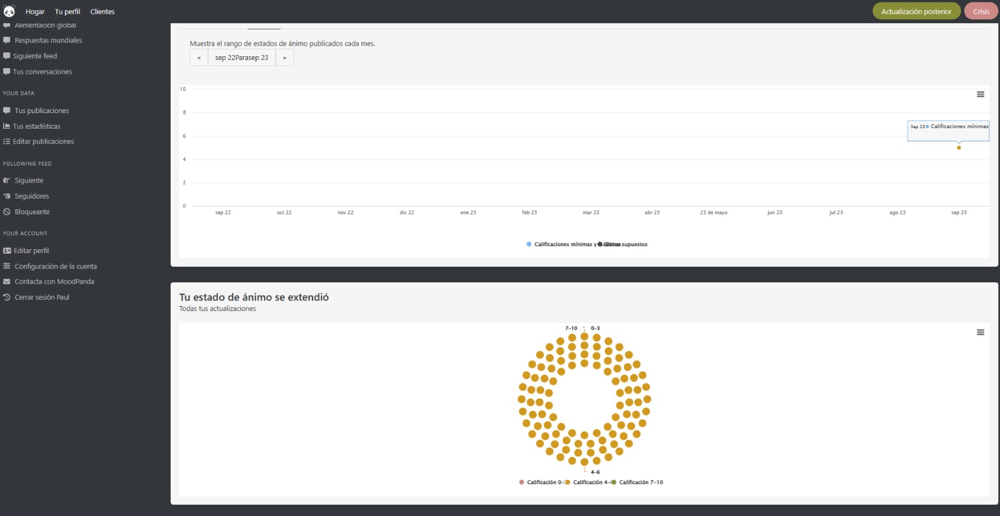 Hogar Tu perfil Clientes
Actualización posterior Crisis
Alimentación global
Respuestas mundiales
Siguiente feed
Tus conversaciones
YOUR DATA
Tus publicaciones
Tus estadísticas
Editar publicaciones
FOLLOWING FEED
Siguiente
Seguidores
Bloqueante
YOUR ACCOUNT
Editar perfil
Configuración de la cuenta
Contacta con MoodPanda
Cerrar sesión Paul
Muestra el rango de estados de ánimo publicados cada mes.
« sep 22Parasep 23 »
10
8
6
4
2
0
Sep 23 Calificaciones mínimas
sep 22 oct 22 nov 22 dic 22 ene 23 feb 23 mar 23 abr 23 23 de mayo jun 23 jul 23 ago 23 sep 23
Calificaciones mínimas y supuestos
Tu estado de ánimo se extendió
Todas tus actualizaciones
7-10 0-3
4-6
Calificación 0- Calificación 4- Calificación 7-10